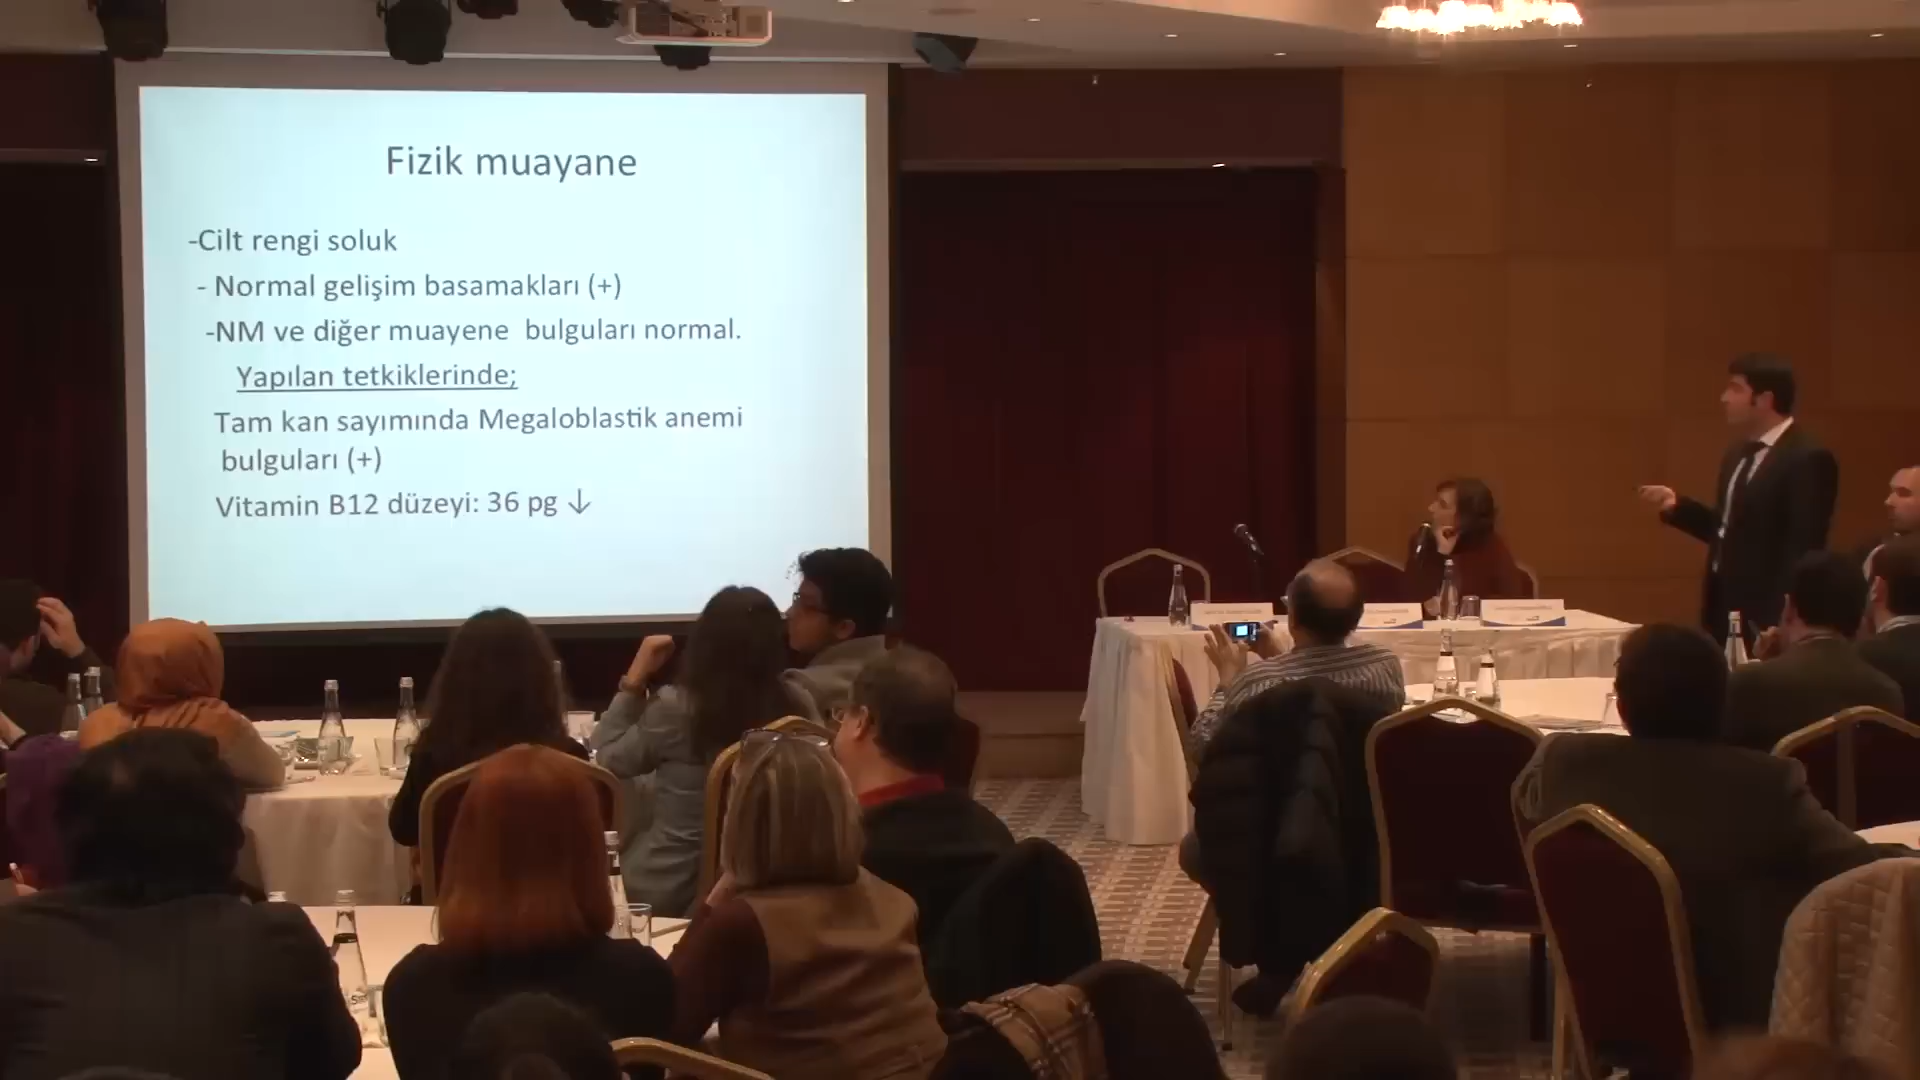 Fizik muayane
-Cilt rengi soluk
- Normal gelişim basamakları (+)
-NM ve diğer muayene bulguları normal.
Yapılan tetkiklerinde;
Tam kan sayımında Megaloblastik anemi
bulguları (+)
Vitamin B12 düzeyi: 36 pg ↓